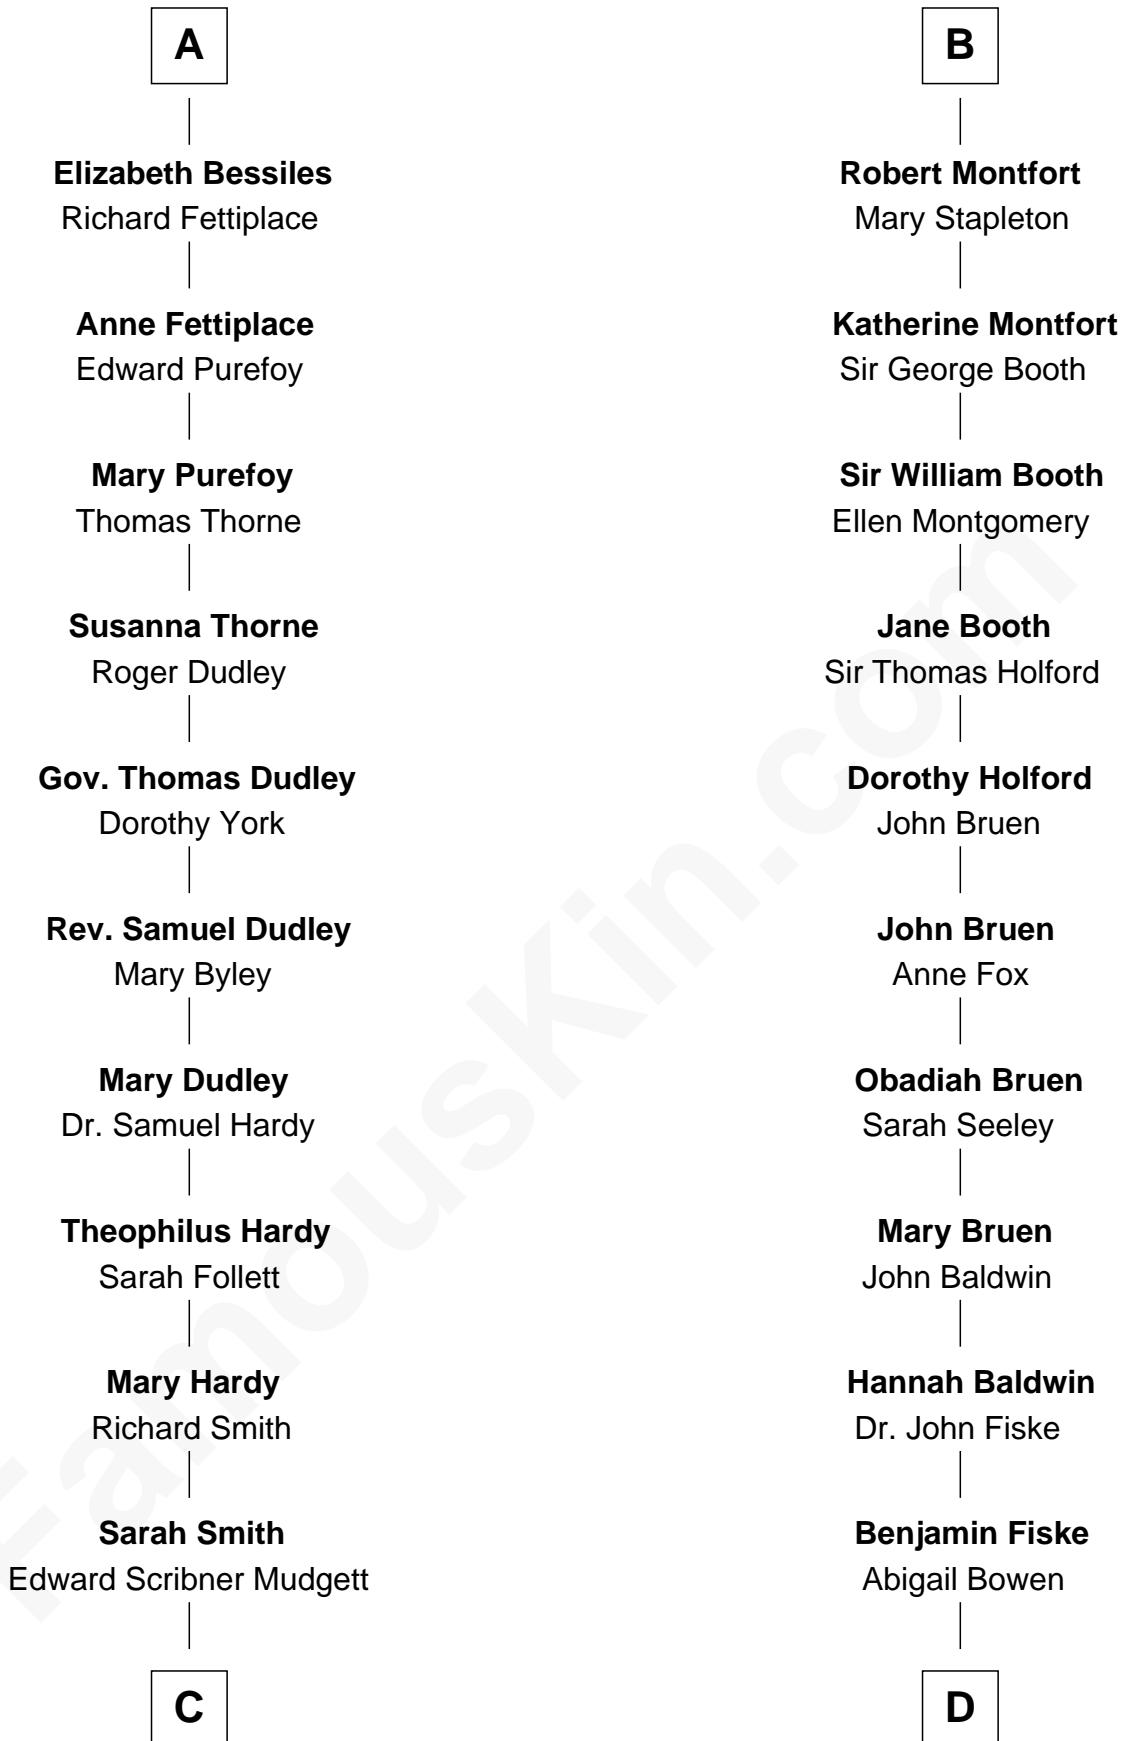 A
Elizabeth Bessiles
Richard Fettiplace
Anne Fettiplace
Edward Purefoy
Mary Purefoy
Thomas Thorne
Susanna Thorne
Roger Dudley
Gov. Thomas Dudley
Dorothy York
Rev. Samuel Dudley
Mary Byley
Mary Dudley
Dr. Samuel Hardy
Theophilus Hardy
Sarah Follett
Mary Hardy
Richard Smith
Sarah Smith
Edward Scribner Mudgett
C
B
Robert Montfort
Mary Stapleton
Katherine Montfort
Sir George Booth
Sir William Booth
Ellen Montgomery
Jane Booth
Sir Thomas Holford
Dorothy Holford
John Bruen
John Bruen
Anne Fox
Obadiah Bruen
Sarah Seeley
Mary Bruen
John Baldwin
Hannah Baldwin
Dr. John Fiske
Benjamin Fiske
Abigail Bowen
D
FamousKin.com